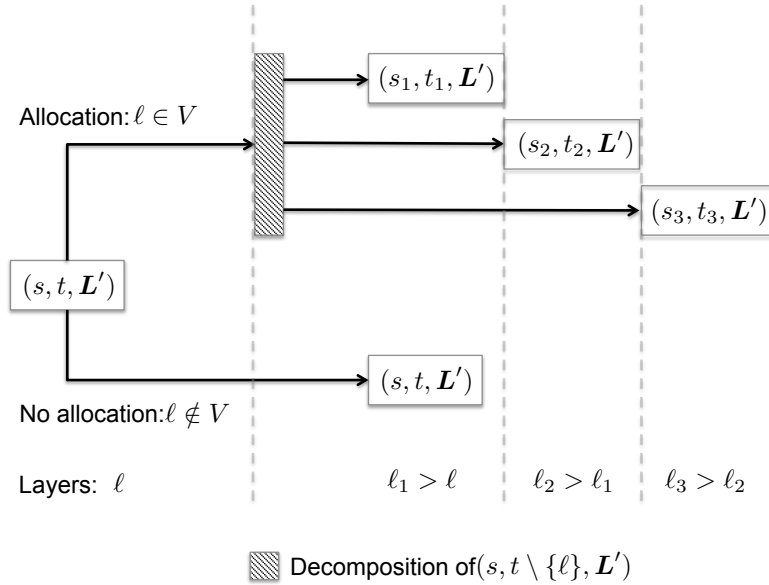 (s₁, t₁, L′)
Allocation: ℓ ∈ V
(s₂, t₂, L′)
(s₃, t₃, L′)
(s, t, L′)
(s, t, L′)
No allocation: ℓ ∉ V
Layers: ℓ ℓ₁ > ℓ ℓ₂ > ℓ₁ ℓ₃ > ℓ₂
Decomposition of (s, t \ {ℓ}, L′)